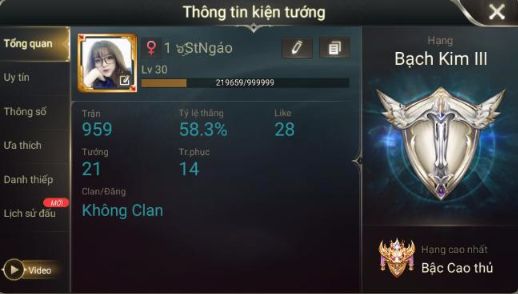 Thông tin kiện tướng
Tổng quan
Uy tín
Thông số
Ưa thích
Danh thiếp
Lịch sử đấu
MỚI
Video
1 ঔStNgáo
Lv 30
219659/999999
Trận
Tỷ lệ thắng
Like
959
58.3%
28
Tướng
Tr.phục
21
14
Clan/Đảng
Không Clan
Hạng
Bạch Kim III
Hạng cao nhất
Bậc Cao thủ